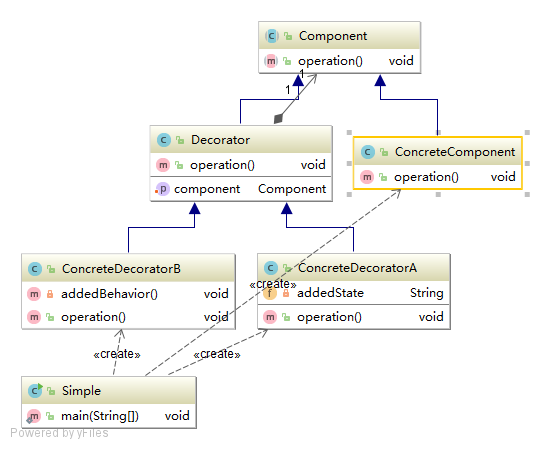 Component
operation() void
1
1
Decorator
operation() void
component Component
ConcreteComponent
operation() void
ConcreteDecoratorB
addedBehavior() void
operation() void
ConcreteDecoratorA
«create»
addedState String
operation() void
«create»
«create»
Simple
main(String[]) void
Powered by yFiles